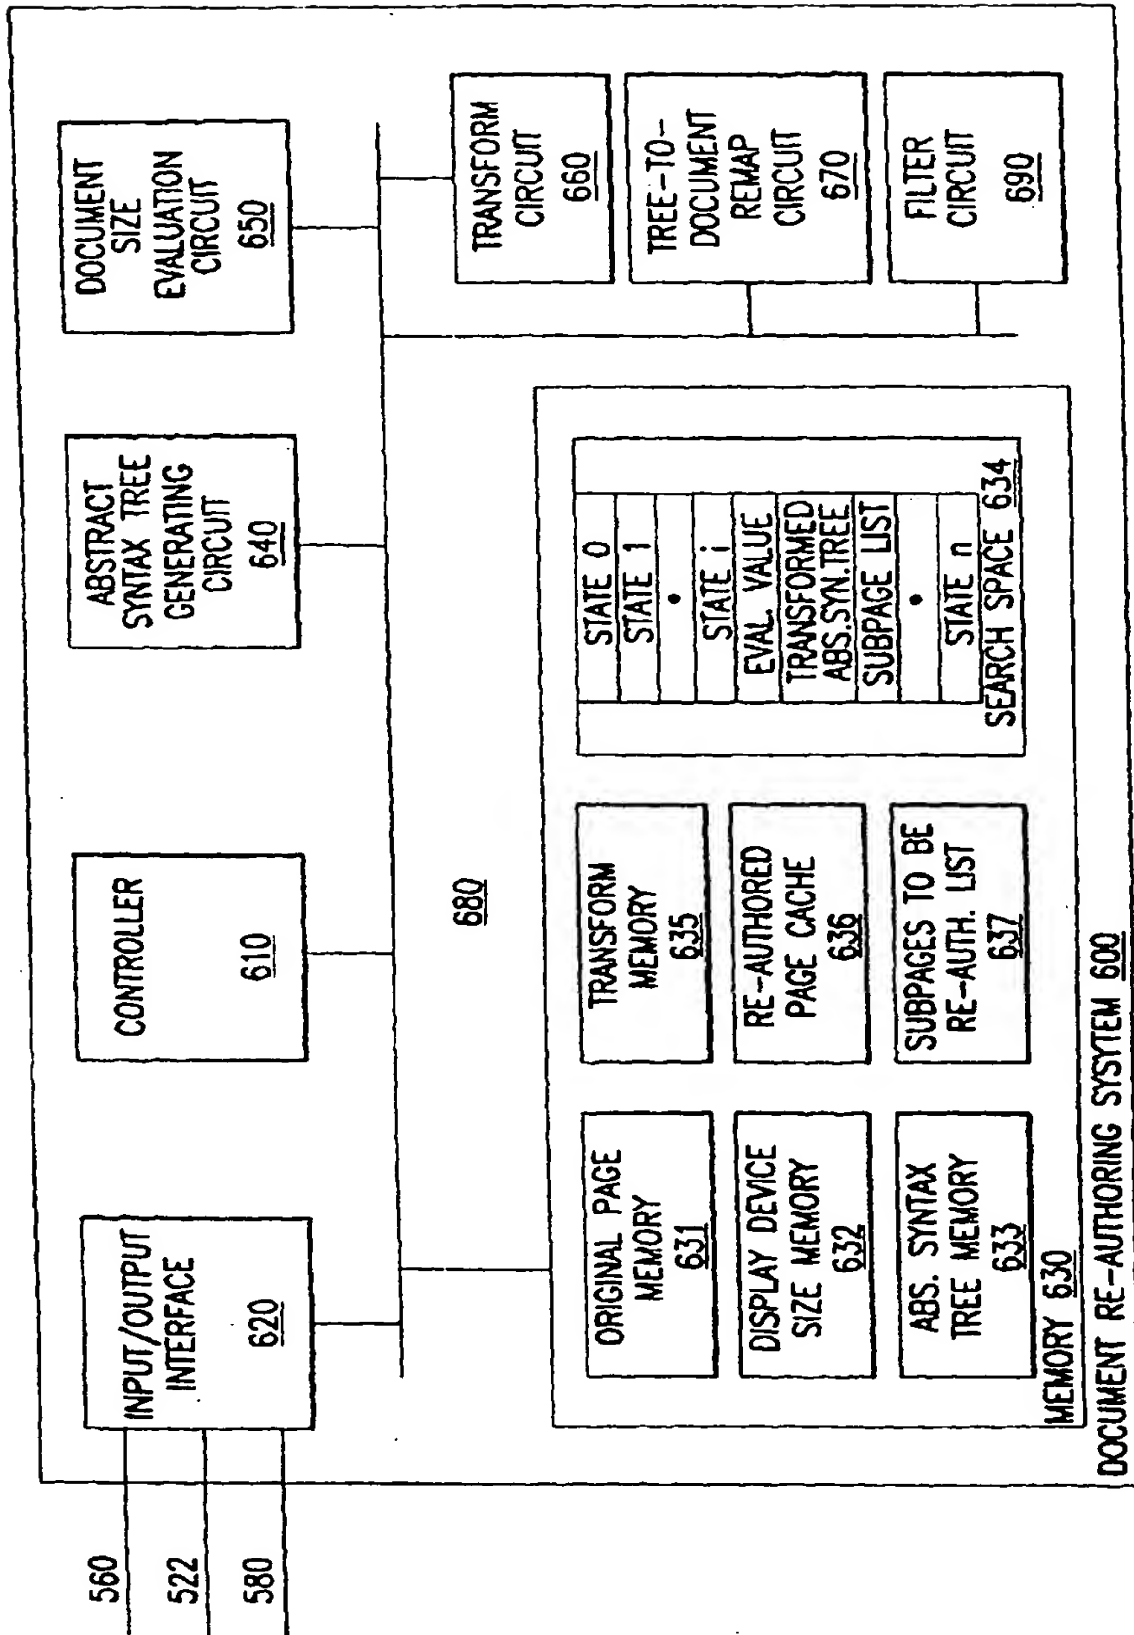 560
522
580
INPUT/OUTPUT
INTERFACE
620
CONTROLLER
610
ABSTRACT
SYNTAX TREE
GENERATING
CIRCUIT
640
DOCUMENT
SIZE
EVALUATION
CIRCUIT
650
680
TRANSFORM
CIRCUIT
660
TREE-TO-
DOCUMENT
REMAP
CIRCUIT
670
FILTER
CIRCUIT
690
ORIGINAL PAGE
MEMORY
631
DISPLAY DEVICE
SIZE MEMORY
632
ABS. SYNTAX
TREE MEMORY
633
TRANSFORM
MEMORY
635
RE-AUTHORED
PAGE CACHE
636
SUBPAGES TO BE
RE-AUTH. LIST
637
STATE 0
STATE 1
•
STATE i
EVAL. VALUE
TRANSFORMED
ABS.SYN.TREE
SUBPAGE LIST
•
STATE n
SEARCH SPACE 634
MEMORY 630
DOCUMENT RE-AUTHORING SYSYTEM 600